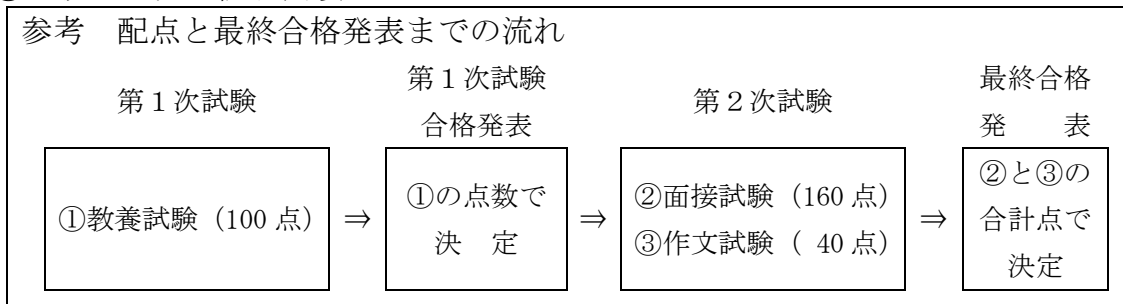 参考　配点と最終合格発表までの流れ
第１次試験
第１次試験
合格発表
第２次試験
最終合格
発　　表
①教養試験（100 点）
⇒
①の点数で
決　定
⇒
②面接試験（160 点）
③作文試験（ 40 点）
⇒
②と③の
合計点で
決定